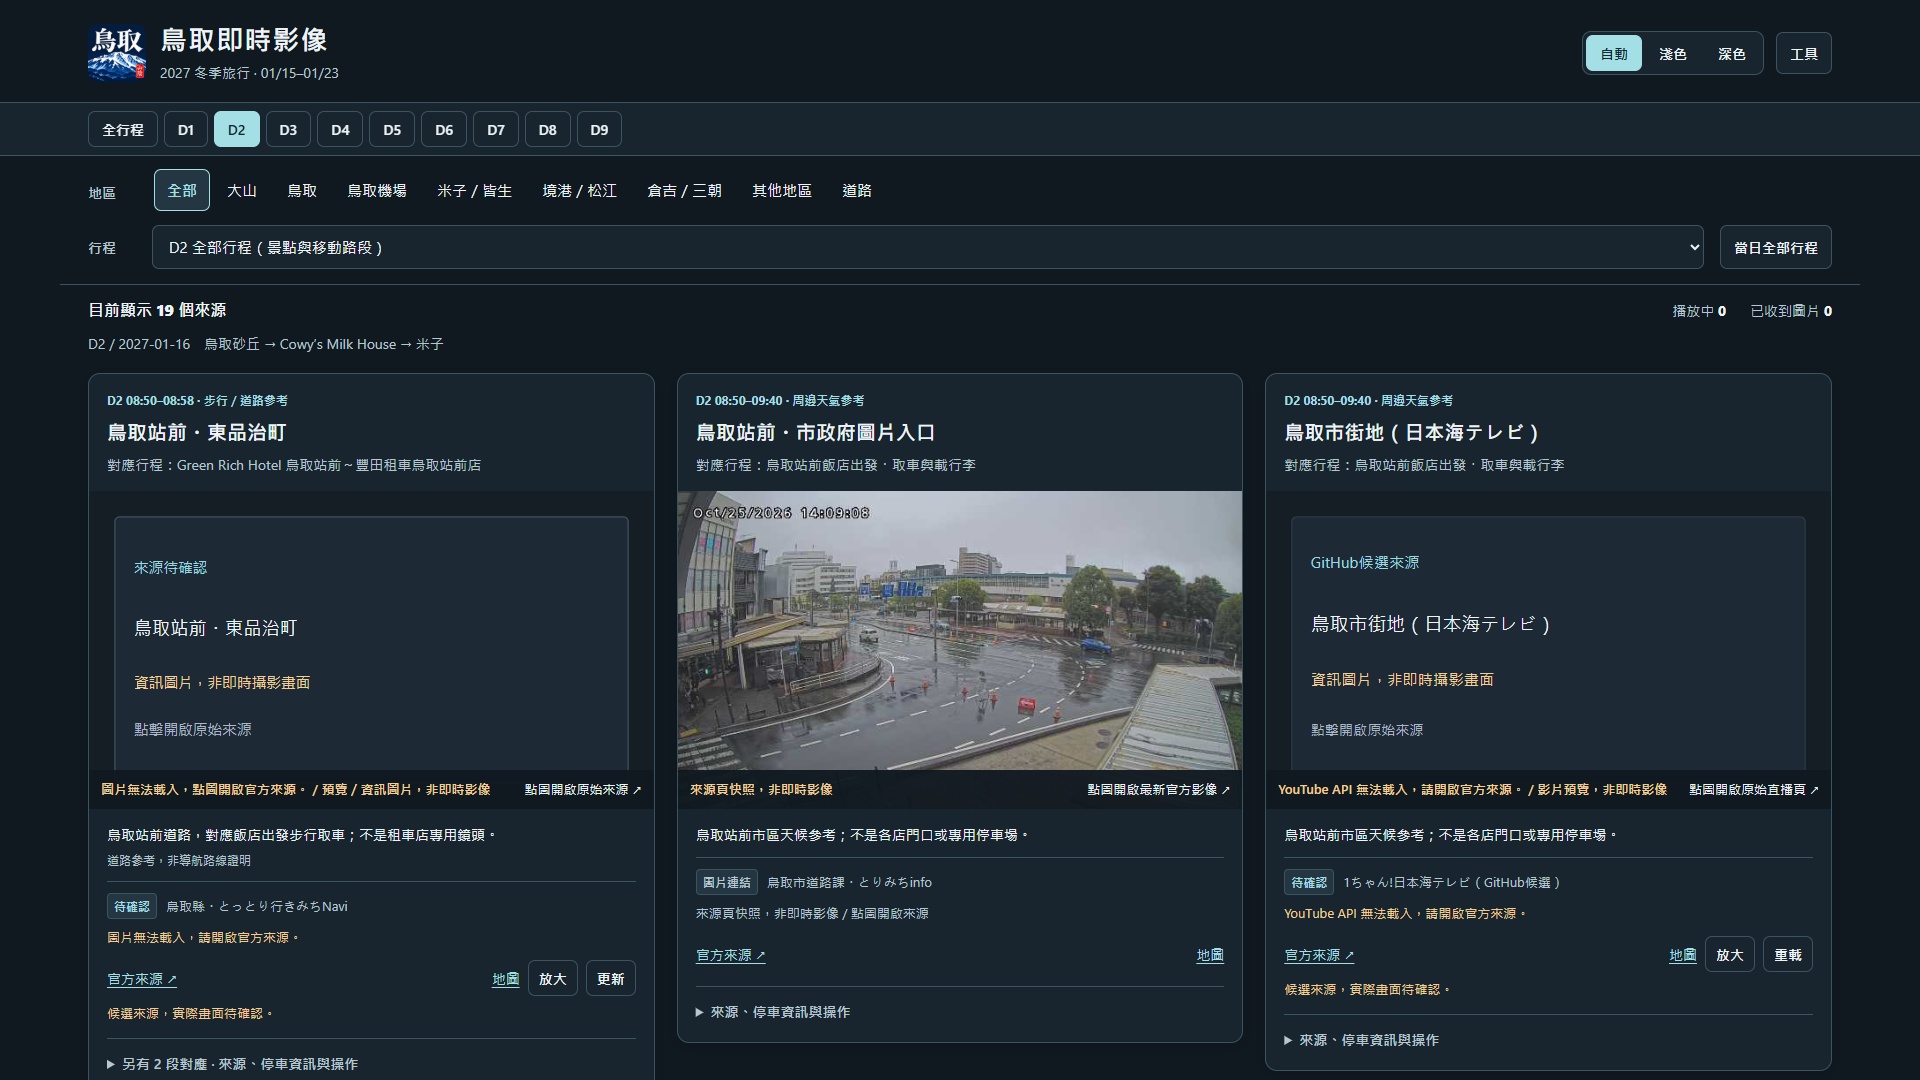 鳥取
鳥取即時影像
2027 冬季旅行 · 01/15–01/23
自動 淺色 深色 工具
全行程 D1 D2 D3 D4 D5 D6 D7 D8 D9
地區 全部 大山 鳥取 鳥取機場 米子 / 皆生 境港 / 松江 倉吉 / 三朝 其他地區 道路
行程 D2 全部行程（景點與移動路段） 當日全部行程
目前顯示 19 個來源 播放中 0 已收到圖片 0
D2 / 2027-01-16 鳥取砂丘 → Cowy's Milk House → 米子
D2 08:50–08:58 · 步行 / 道路參考
鳥取站前・東品治町
對應行程：Green Rich Hotel 鳥取站前～豐田租車鳥取站前店
來源待確認
鳥取站前・東品治町
資訊圖片，非即時攝影畫面
點擊開啟原始來源
圖片無法載入，點圖開啟官方來源。 / 預覽 / 資訊圖片，非即時影像 點圖開啟原始來源 ↗
鳥取站前道路，對應飯店出發步行取車；不是租車店專用鏡頭。
道路參考，非導航路線證明
待確認 鳥取縣・とっとり行きみちNavi
圖片無法載入，請開啟官方來源。
官方來源 ↗ 地圖 放大 更新
候選來源，實際畫面待確認。
▶ 另有 2 段對應 · 來源、停車資訊與操作
D2 08:50–09:40 · 周邊天氣參考
鳥取站前・市政府圖片入口
對應行程：鳥取站前飯店出發・取車與載行李
Oct/25/2026 14:09:08
來源頁快照，非即時影像 點圖開啟最新官方影像 ↗
鳥取站前市區天候參考；不是各店門口或專用停車場。
圖片連結 鳥取市道路課・とりみちinfo
來源頁快照，非即時影像 / 點圖開啟來源
官方來源 ↗ 地圖
▶ 來源、停車資訊與操作
D2 08:50–09:40 · 周邊天氣參考
鳥取市街地（日本海テレビ）
對應行程：鳥取站前飯店出發・取車與載行李
GitHub候選來源
鳥取市街地（日本海テレビ）
資訊圖片，非即時攝影畫面
點擊開啟原始來源
YouTube API 無法載入，請開啟官方來源。 / 影片預覽，非即時影像 點圖開啟原始直播頁 ↗
鳥取站前市區天候參考；不是各店門口或專用停車場。
待確認 1ちゃん!日本海テレビ（GitHub候選）
YouTube API 無法載入，請開啟官方來源。
官方來源 ↗ 地圖 放大 重載
候選來源，實際畫面待確認。
▶ 來源、停車資訊與操作